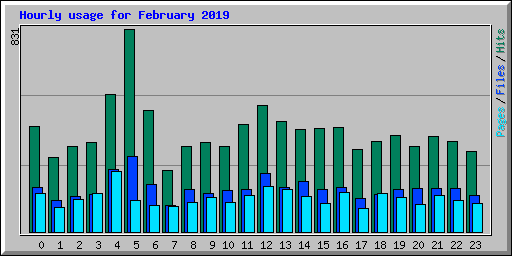 Hourly usage for February 2019
831
Pages / Files / Hits
0 1 2 3 4 5 6 7 8 9 10 11 12 13 14 15 16 17 18 19 20 21 22 23